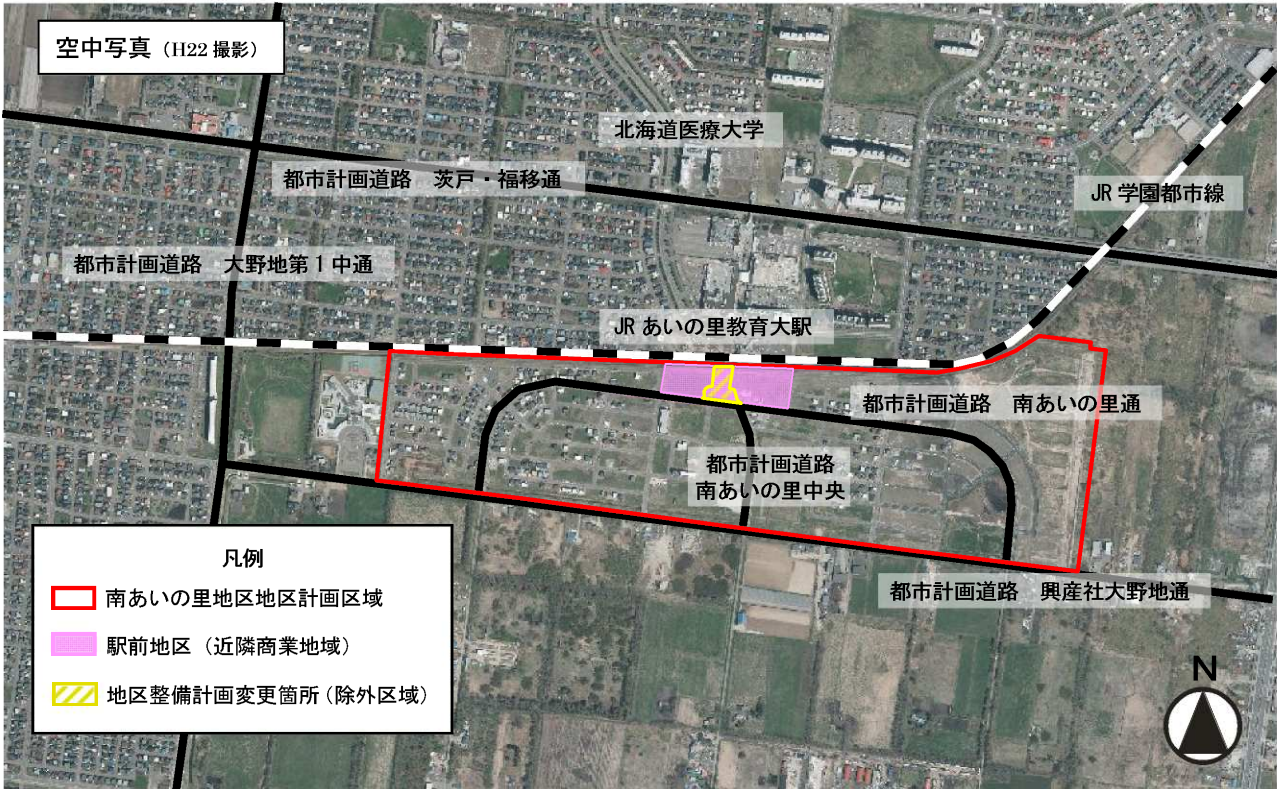 空中写真（H22 撮影）
北海道医療大学
都市計画道路　茨戸・福移通
JR 学園都市線
都市計画道路　大野地第１中通
JR あいの里教育大駅
都市計画道路　南あいの里通
都市計画道路
南あいの里中央
凡例
南あいの里地区地区計画区域
駅前地区（近隣商業地域）
地区整備計画変更箇所（除外区域）
都市計画道路　興産社大野地通
N